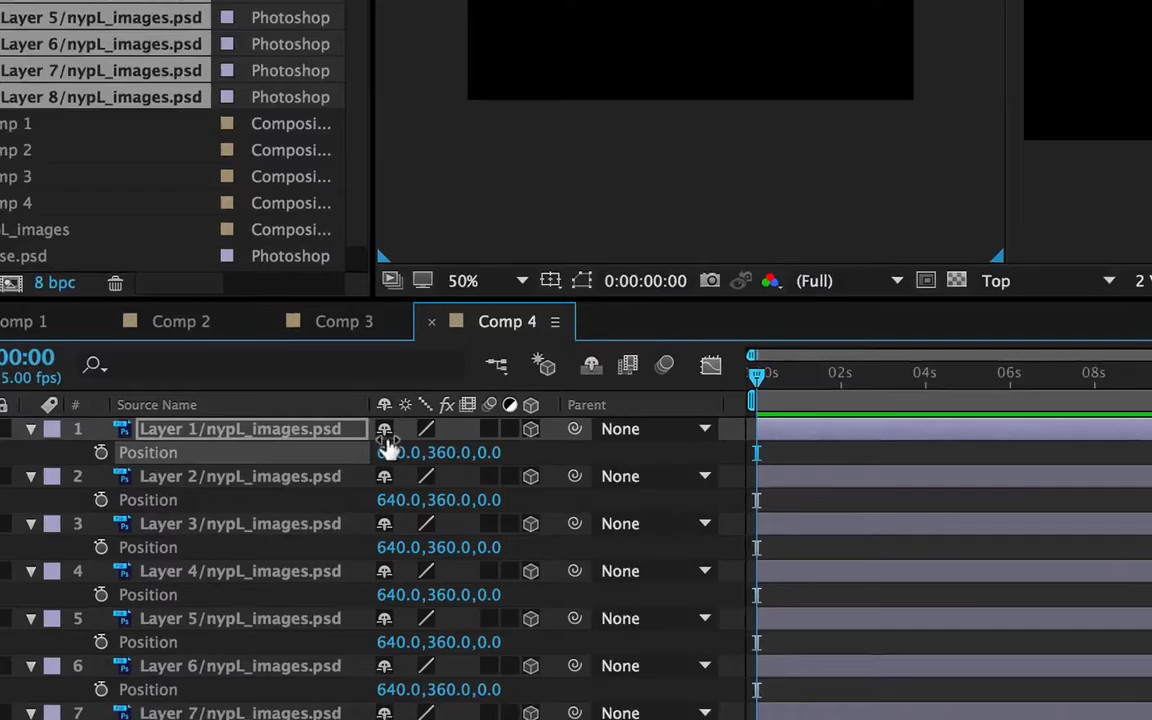 Layer 5/nypL_images.psd Photoshop
Layer 6/nypL_images.psd Photoshop
Layer 7/nypL_images.psd Photoshop
Layer 8/nypL_images.psd Photoshop
mp 1 Composi...
mp 2 Composi...
mp 3 Composi...
mp 4 Composi...
L_images Composi...
se.psd Photoshop
8 bpc
50% 0:00:00:00 (Full) Top 2 V
omp 1 Comp 2 Comp 3 × Comp 4
00:00
5.00 fps)
02s 04s 06s 08s
# Source Name fx Parent
1 Layer 1/nypL_images.psd None
Position 0.0,360.0,0.0
2 Layer 2/nypL_images.psd None
Position 640.0,360.0,0.0
3 Layer 3/nypL_images.psd None
Position 640.0,360.0,0.0
4 Layer 4/nypL_images.psd None
Position 640.0,360.0,0.0
5 Layer 5/nypL_images.psd None
Position 640.0,360.0,0.0
6 Layer 6/nypL_images.psd None
Position 640.0,360.0,0.0
7 Layer 7/nypL_images.psd None